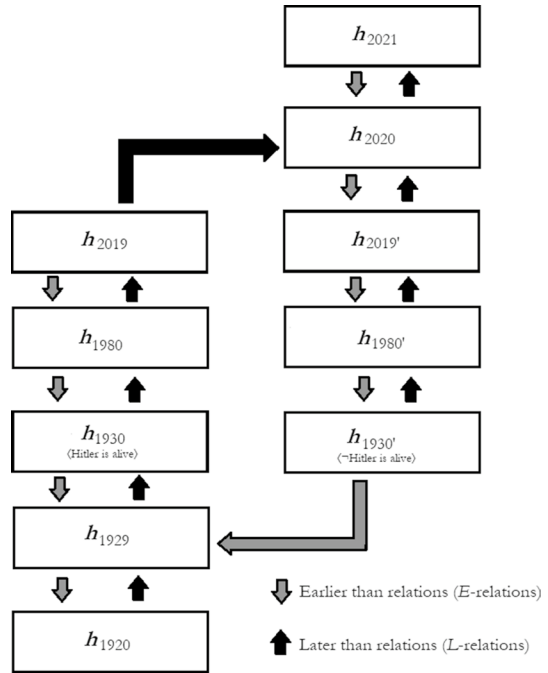 h2021
h2020
h2019
h2019'
h1980
h1980'
h1930
(Hitler is alive)
h1930'
(¬Hitler is alive)
h1929
h1920
Earlier than relations (E-relations)
Later than relations (L-relations)